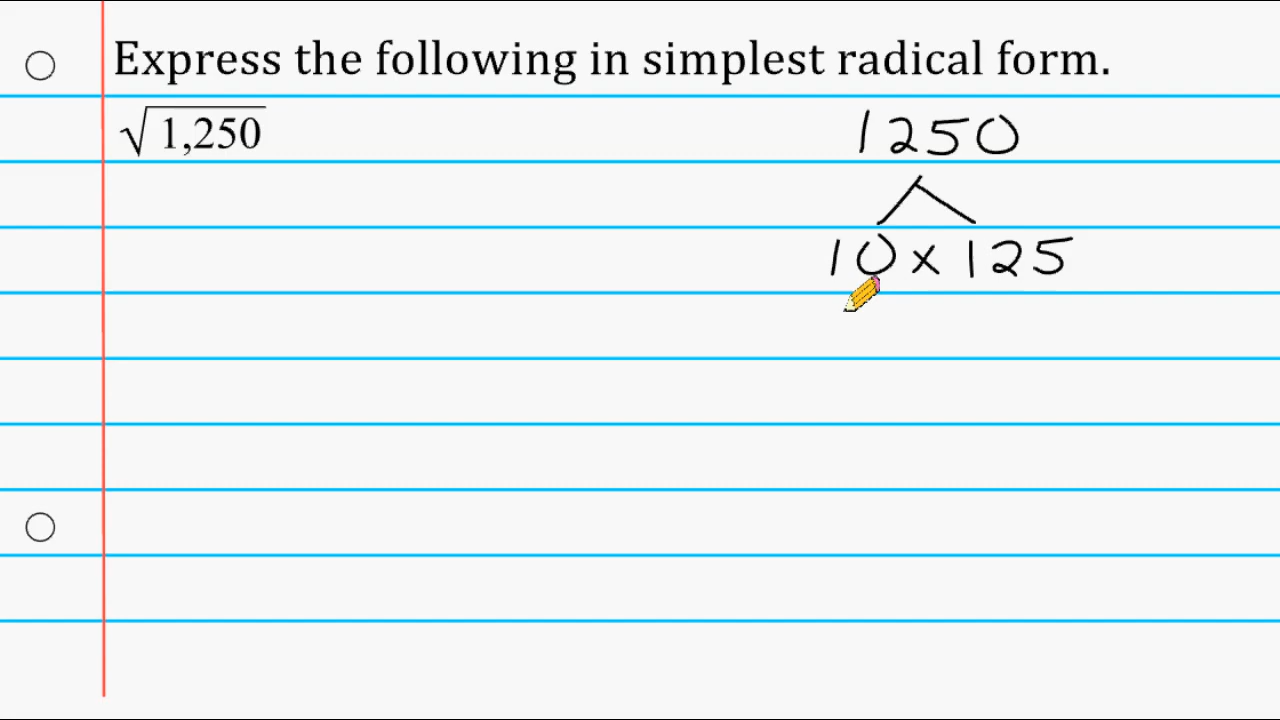 Express the following in simplest radical form.
√1,250
1250
10 x 125